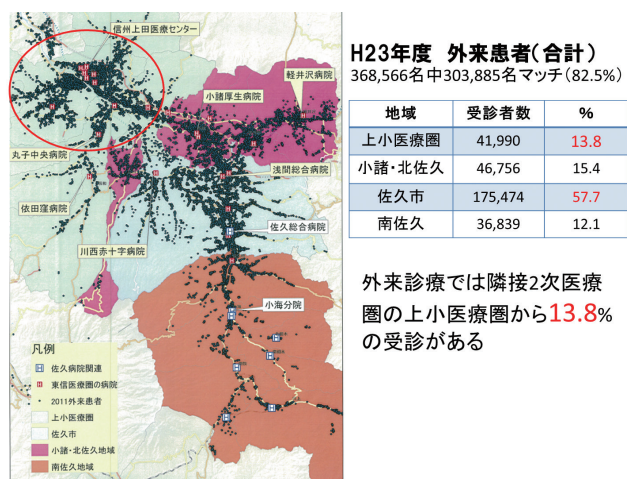 信州上田医療センター
軽井沢病院
小諸厚生病院
丸子中央病院
浅間総合病院
依田窪病院
佐久総合病院
川西赤十字病院
小海分院
凡例
佐久病院関連
東信医療圏の病院
2011外来患者
上小医療圏
佐久市
小諸・北佐久地域
南佐久地域
H23年度 外来患者(合計)
368,566名中303,885名マッチ(82.5%)
地域 受診者数 %
上小医療圏 41,990 13.8
小諸・北佐久 46,756 15.4
佐久市 175,474 57.7
南佐久 36,839 12.1
外来診療では隣接2次医療
圏の上小医療圏から13.8%
の受診がある